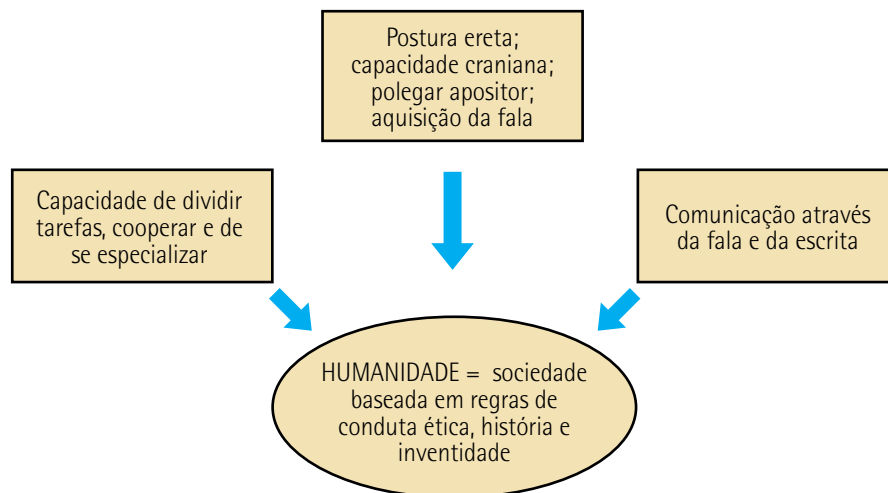 Postura ereta;
capacidade craniana;
polegar apositor;
aquisição da fala
Capacidade de dividir
tarefas, cooperar e de
se especializar
Comunicação através
da fala e da escrita
HUMANIDADE = sociedade
baseada em regras de
conduta ética, história e
inventidade